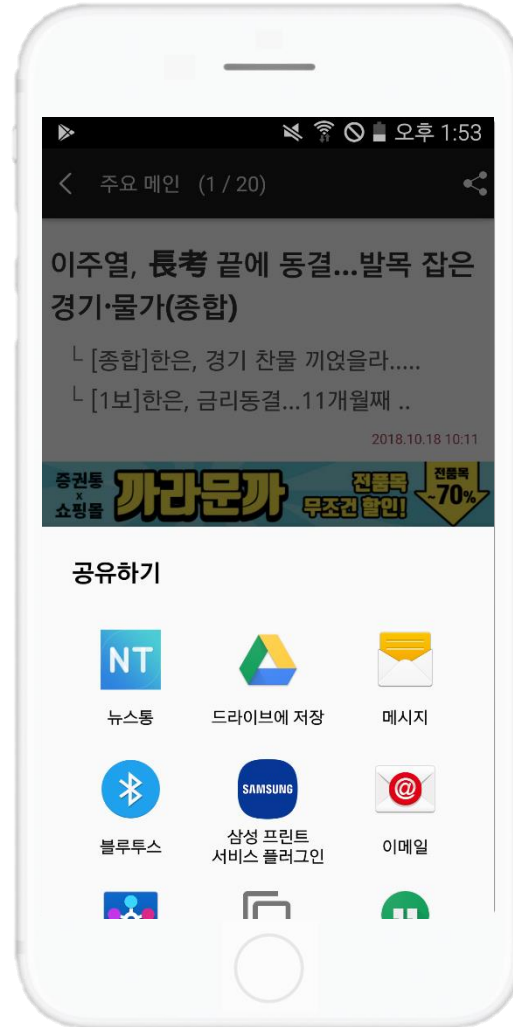 오후 1:53
주요 메인 (1 / 20)
이주열, 長考 끝에 동결...발목 잡은
경기·물가(종합)
└ [종합]한은, 경기 찬물 끼얹을라.....
└ [1보]한은, 금리동결...11개월째 ..
2018.10.18 10:11
증권통
x
쇼핑몰
까라문까
전품목
무조건 할인!
전품목
~70%
공유하기
NT
뉴스통
드라이브에 저장
메시지
블루투스
SAMSUNG
삼성 프린트
서비스 플러그인
@
이메일